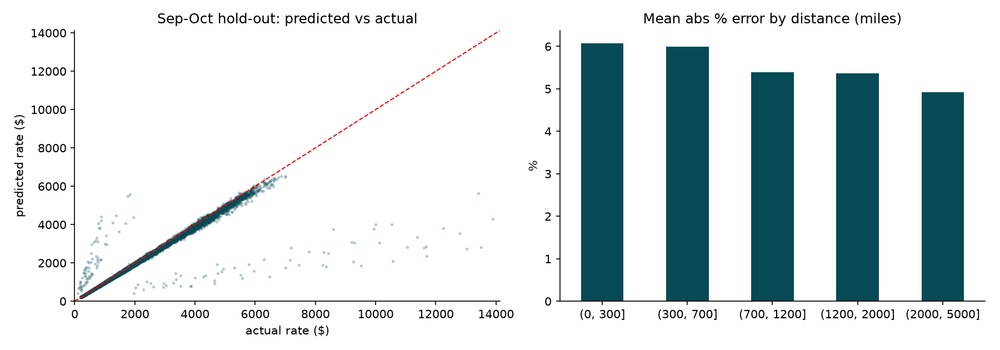 Sep-Oct hold-out: predicted vs actual
14000
12000
10000
8000
6000
4000
2000
0
predicted rate ($)
0 2000 4000 6000 8000 10000 12000 14000
actual rate ($)
Mean abs % error by distance (miles)
6
5
4
3
2
1
0
%
(0, 300] (300, 700] (700, 1200] (1200, 2000] (2000, 5000]